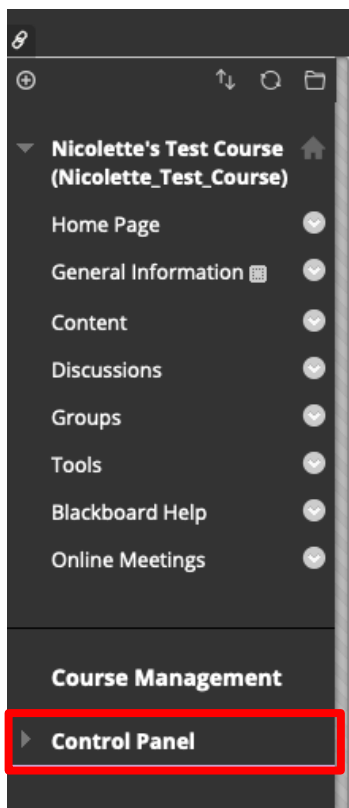 Nicolette's Test Course
(Nicolette_Test_Course)
Home Page
General Information
Content
Discussions
Groups
Tools
Blackboard Help
Online Meetings
Course Management
Control Panel